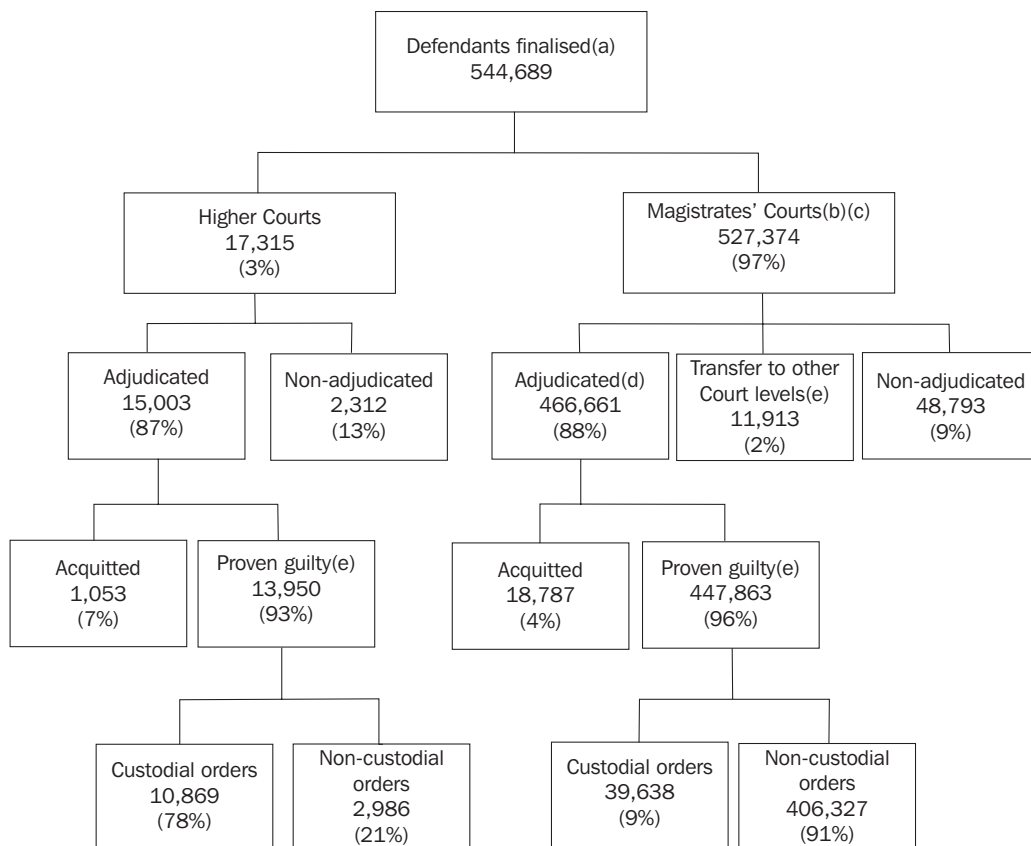 Defendants finalised(a)
544,689
Higher Courts
17,315
(3%)
Magistrates’ Courts(b)(c)
527,374
(97%)
Adjudicated
15,003
(87%)
Non-adjudicated
2,312
(13%)
Adjudicated(d)
466,661
(88%)
Transfer to other
Court levels(e)
11,913
(2%)
Non-adjudicated
48,793
(9%)
Acquitted
1,053
(7%)
Proven guilty(e)
13,950
(93%)
Acquitted
18,787
(4%)
Proven guilty(e)
447,863
(96%)
Custodial orders
10,869
(78%)
Non-custodial
orders
2,986
(21%)
Custodial orders
39,638
(9%)
Non-custodial
orders
406,327
(91%)